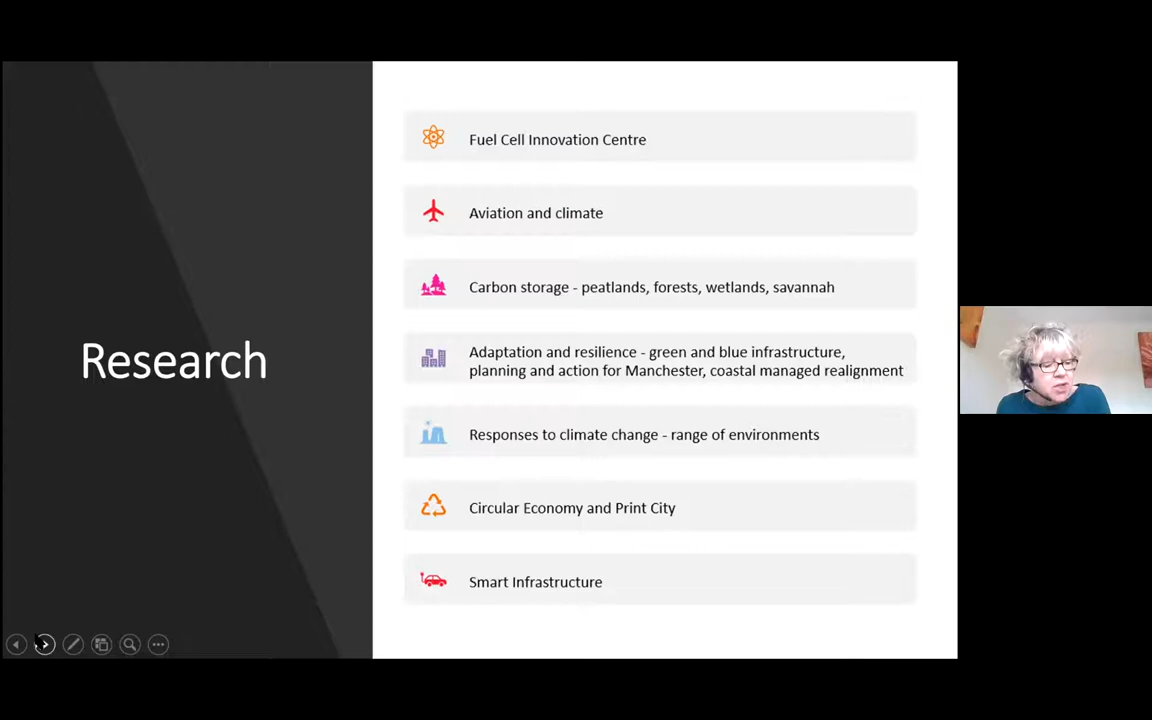 Research
Fuel Cell Innovation Centre
Aviation and climate
Carbon storage - peatlands, forests, wetlands, savannah
Adaptation and resilience - green and blue infrastructure,
planning and action for Manchester, coastal managed realignment
Responses to climate change - range of environments
Circular Economy and Print City
Smart Infrastructure